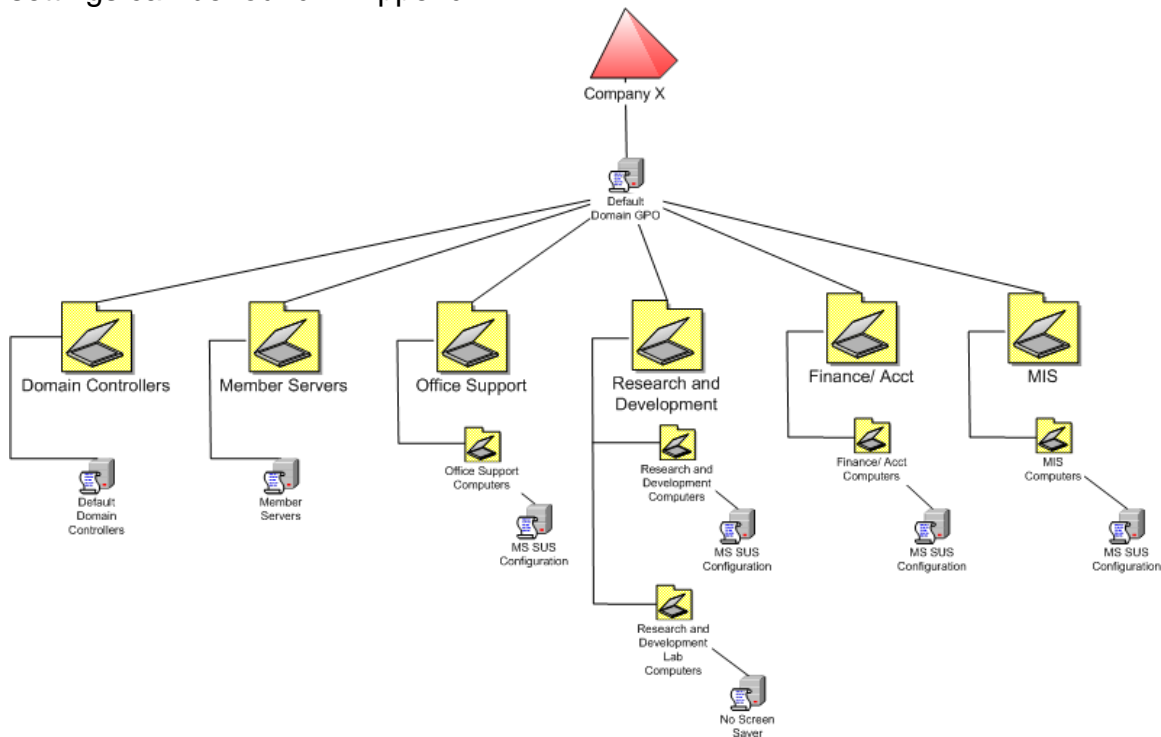 Company X
Default
Domain GPO
Domain Controllers
Member Servers
Office Support
Research and
Development
Finance/ Acct
MIS
Default
Domain
Controllers
Member
Servers
Office Support
Computers
MS SUS
Configuration
Research and
Development
Computers
MS SUS
Configuration
Finance/ Acct
Computers
MS SUS
Configuration
MIS
Computers
MS SUS
Configuration
Research and
Development
Lab
Computers
No Screen
Saver